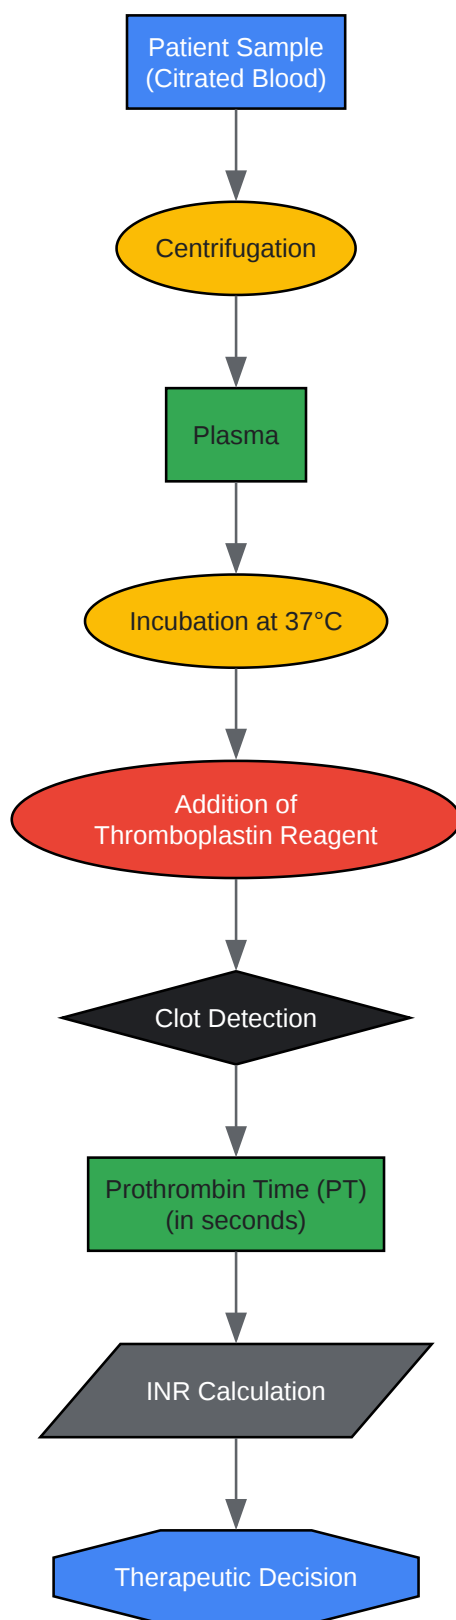 Patient Sample
(Citrated Blood)
Centrifugation
Plasma
Incubation at 37°C
Addition of
Thromboplastin Reagent
Clot Detection
Prothrombin Time (PT)
(in seconds)
INR Calculation
Therapeutic Decision